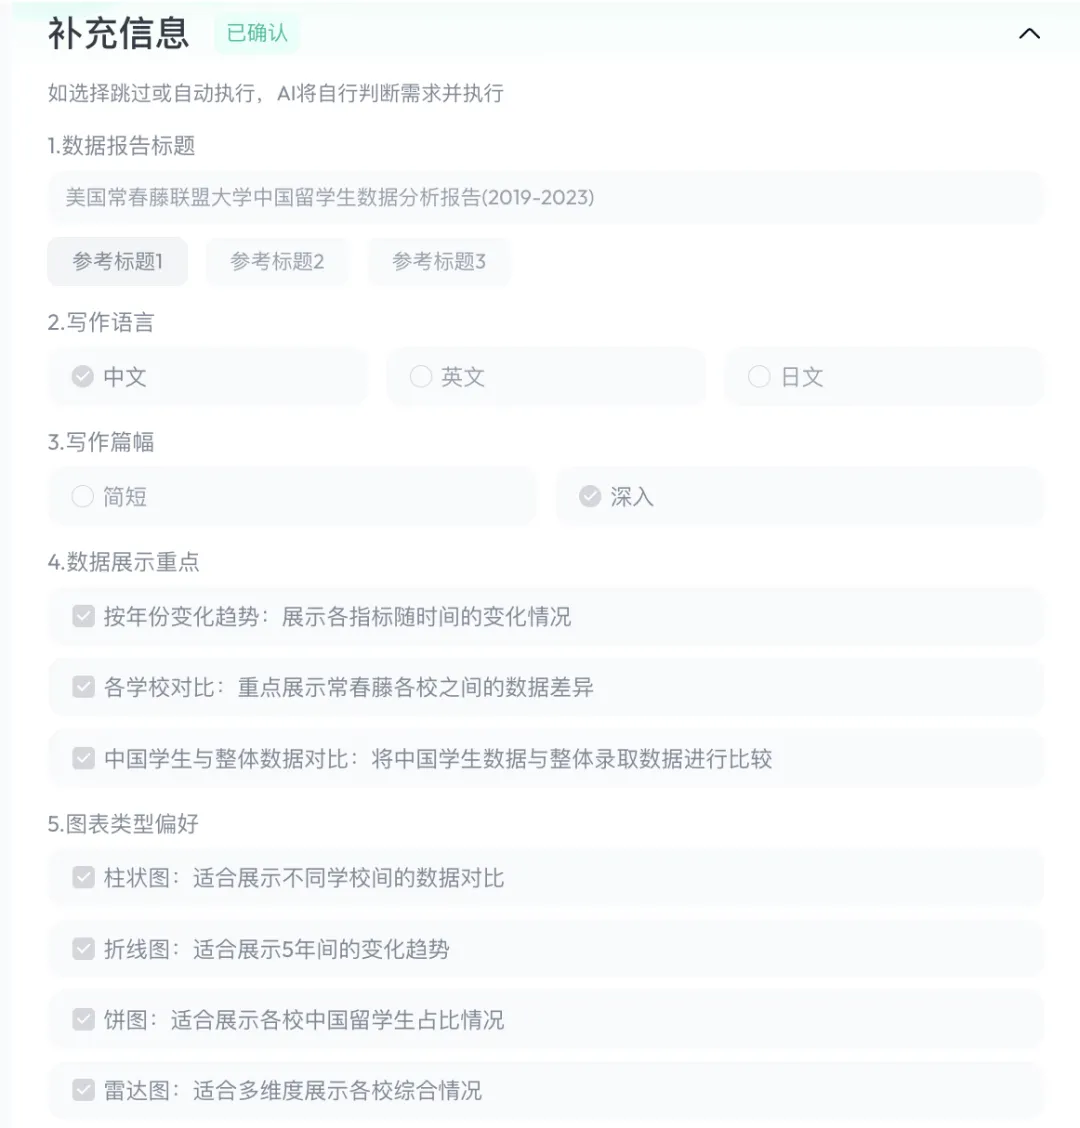 补充信息 已确认
如选择跳过或自动执行，AI将自行判断需求并执行
1.数据报告标题
美国常春藤联盟大学中国留学生数据分析报告(2019-2023)
参考标题1 参考标题2 参考标题3
2.写作语言
中文 英文 日文
3.写作篇幅
简短 深入
4.数据展示重点
按年份变化趋势：展示各指标随时间的变化情况
各学校对比：重点展示常春藤各校之间的数据差异
中国学生与整体数据对比：将中国学生数据与整体录取数据进行比较
5.图表类型偏好
柱状图：适合展示不同学校间的数据对比
折线图：适合展示5年间的变化趋势
饼图：适合展示各校中国留学生占比情况
雷达图：适合多维度展示各校综合情况